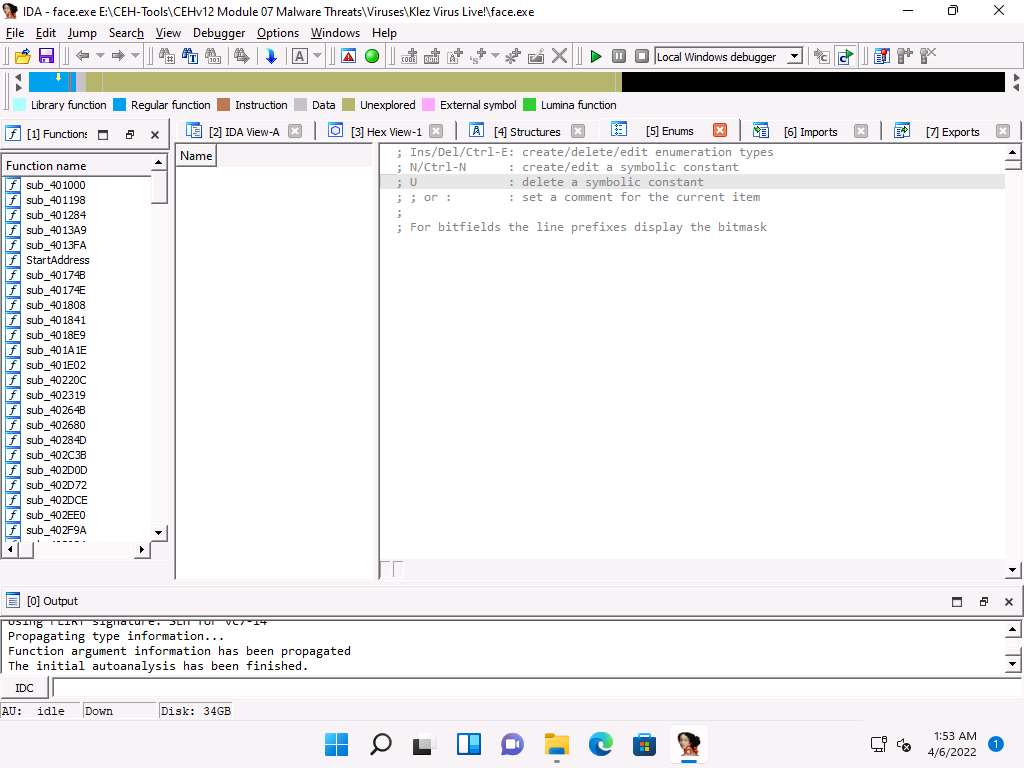 IDA - face.exe E:\CEH-Tools\CEHv12 Module 07 Malware Threats\Viruses\Klez Virus Live!\face.exe
File Edit Jump Search View Debugger Options Windows Help
Local Windows debugger
Library function Regular function Instruction Data Unexplored External symbol Lumina function
[1] Functions [2] IDA View-A [3] Hex View-1 [4] Structures [5] Enums [6] Imports [7] Exports
Function name
sub_401000
sub_401198
sub_401284
sub_4013A9
sub_4013FA
StartAddress
sub_40174B
sub_40174E
sub_401808
sub_401841
sub_4018E9
sub_401A1E
sub_401E02
sub_40220C
sub_402319
sub_40264B
sub_402680
sub_40284D
sub_402C3B
sub_402D0D
sub_402D72
sub_402DCE
sub_402EE0
sub_402F9A
Name
; Ins/Del/Ctrl-E: create/delete/edit enumeration types
; N/Ctrl-N : create/edit a symbolic constant
; U : delete a symbolic constant
; ; or : : set a comment for the current item
;
; For bitfields the line prefixes display the bitmask
[0] Output
Using FLIRT signature: SEH for vc7-14
Propagating type information...
Function argument information has been propagated
The initial autoanalysis has been finished.
IDC
AU: idle Down Disk: 34GB
1:53 AM
4/6/2022
1